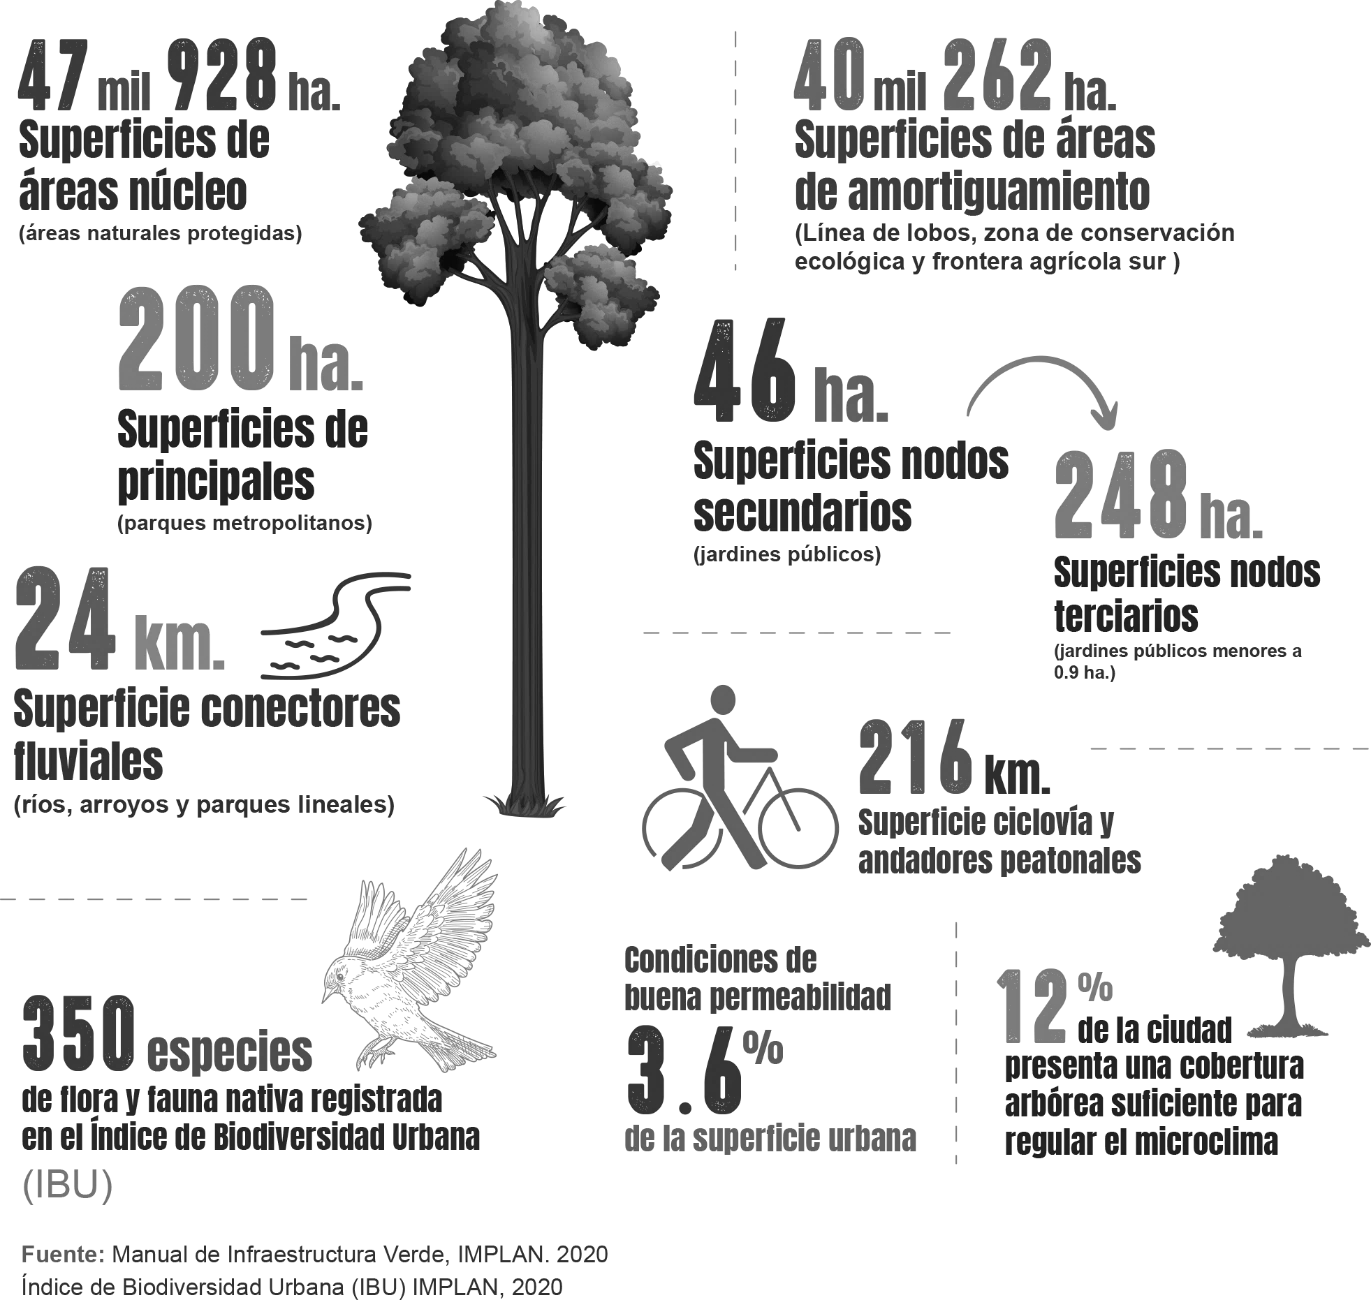 47 mil 928 ha.
Superficies de
áreas núcleo
(áreas naturales protegidas)
40 mil 262 ha.
Superficies de áreas
de amortiguamiento
(Línea de lobos, zona de conservación
ecológica y frontera agrícola sur )
200 ha.
Superficies de
principales
(parques metropolitanos)
46 ha.
Superficies nodos
secundarios
(jardines públicos)
248 ha.
Superficies nodos
terciarios
(jardines públicos menores a
0.9 ha.)
24 km.
Superficie conectores
fluviales
(ríos, arroyos y parques lineales)
216 km.
Superficie ciclovía y
andadores peatonales
350 especies
de flora y fauna nativa registrada
en el Índice de Biodiversidad Urbana
(IBU)
Condiciones de
buena permeabilidad
3.6%
de la superficie urbana
12%
de la ciudad
presenta una cobertura
arbórea suficiente para
regular el microclima
Fuente: Manual de Infraestructura Verde, IMPLAN. 2020
Índice de Biodiversidad Urbana (IBU) IMPLAN, 2020